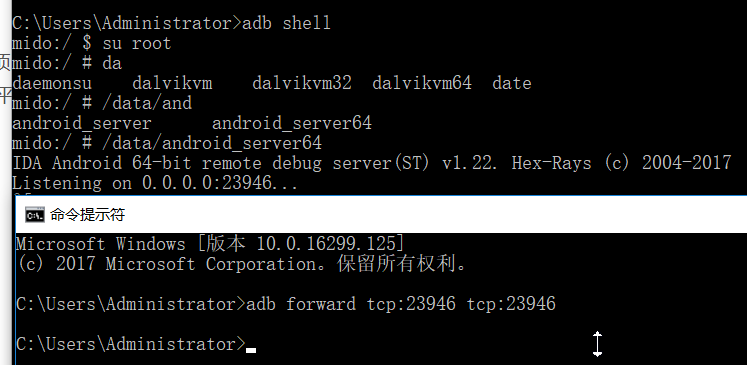 C:\Users\Administrator>adb shell
mido:/ $ su root
mido:/ # da
daemonsu dalvikvm dalvikvm32 dalvikvm64 date
mido:/ # /data/and
android_server android_server64
mido:/ # /data/android_server64
IDA Android 64-bit remote debug server(ST) v1.22. Hex-Rays (c) 2004-2017
Listening on 0.0.0.0:23946...
命令提示符
Microsoft Windows [版本 10.0.16299.125]
(c) 2017 Microsoft Corporation。保留所有权利。
C:\Users\Administrator>adb forward tcp:23946 tcp:23946
C:\Users\Administrator>